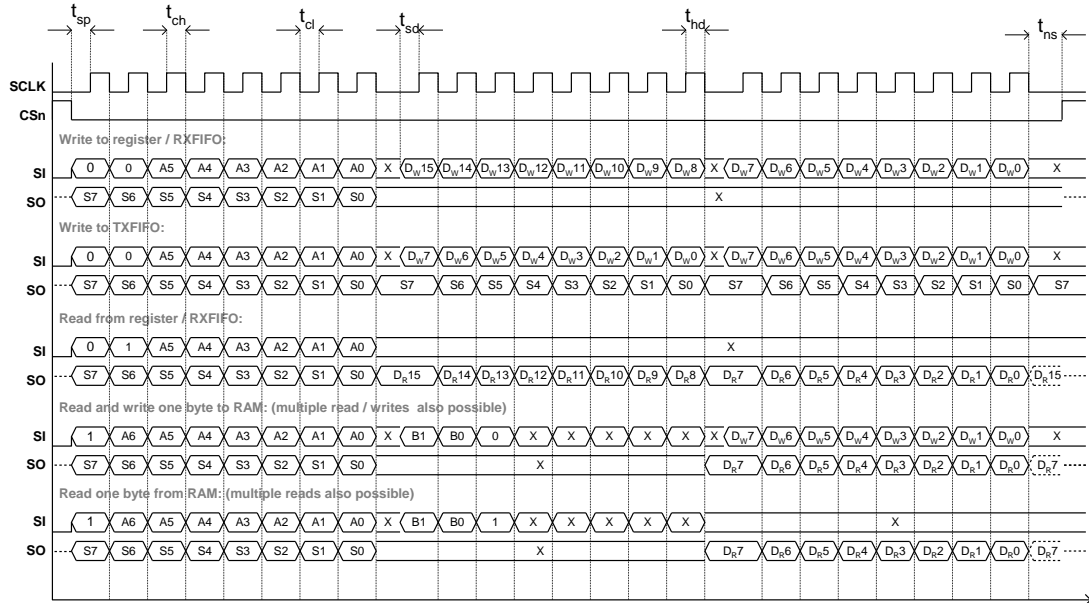 tsp tch tcl tsd thd tns
SCLK
CSn
Write to register / RXFIFO:
SI 0 0 A5 A4 A3 A2 A1 A0 X DW15 DW14 DW13 DW12 DW11 DW10 DW9 DW8 X DW7 DW6 DW5 DW4 DW3 DW2 DW1 DW0 X
SO S7 S6 S5 S4 S3 S2 S1 S0 X
Write to TXFIFO:
SI 0 0 A5 A4 A3 A2 A1 A0 X DW7 DW6 DW5 DW4 DW3 DW2 DW1 DW0 X DW7 DW6 DW5 DW4 DW3 DW2 DW1 DW0 X
SO S7 S6 S5 S4 S3 S2 S1 S0 S7 S6 S5 S4 S3 S2 S1 S0 S7 S6 S5 S4 S3 S2 S1 S0 S7
Read from register / RXFIFO:
SI 0 1 A5 A4 A3 A2 A1 A0 X
SO S7 S6 S5 S4 S3 S2 S1 S0 DR15 DR14 DR13 DR12 DR11 DR10 DR9 DR8 DR7 DR6 DR5 DR4 DR3 DR2 DR1 DR0 DR15
Read and write one byte to RAM: (multiple read / writes also possible)
SI 1 A6 A5 A4 A3 A2 A1 A0 X B1 B0 0 X X X X X X DW7 DW6 DW5 DW4 DW3 DW2 DW1 DW0 X
SO S7 S6 S5 S4 S3 S2 S1 S0 X DR7 DR6 DR5 DR4 DR3 DR2 DR1 DR0 DR7
Read one byte from RAM: (multiple reads also possible)
SI 1 A6 A5 A4 A3 A2 A1 A0 X B1 B0 1 X X X X X X
SO S7 S6 S5 S4 S3 S2 S1 S0 X DR7 DR6 DR5 DR4 DR3 DR2 DR1 DR0 DR7